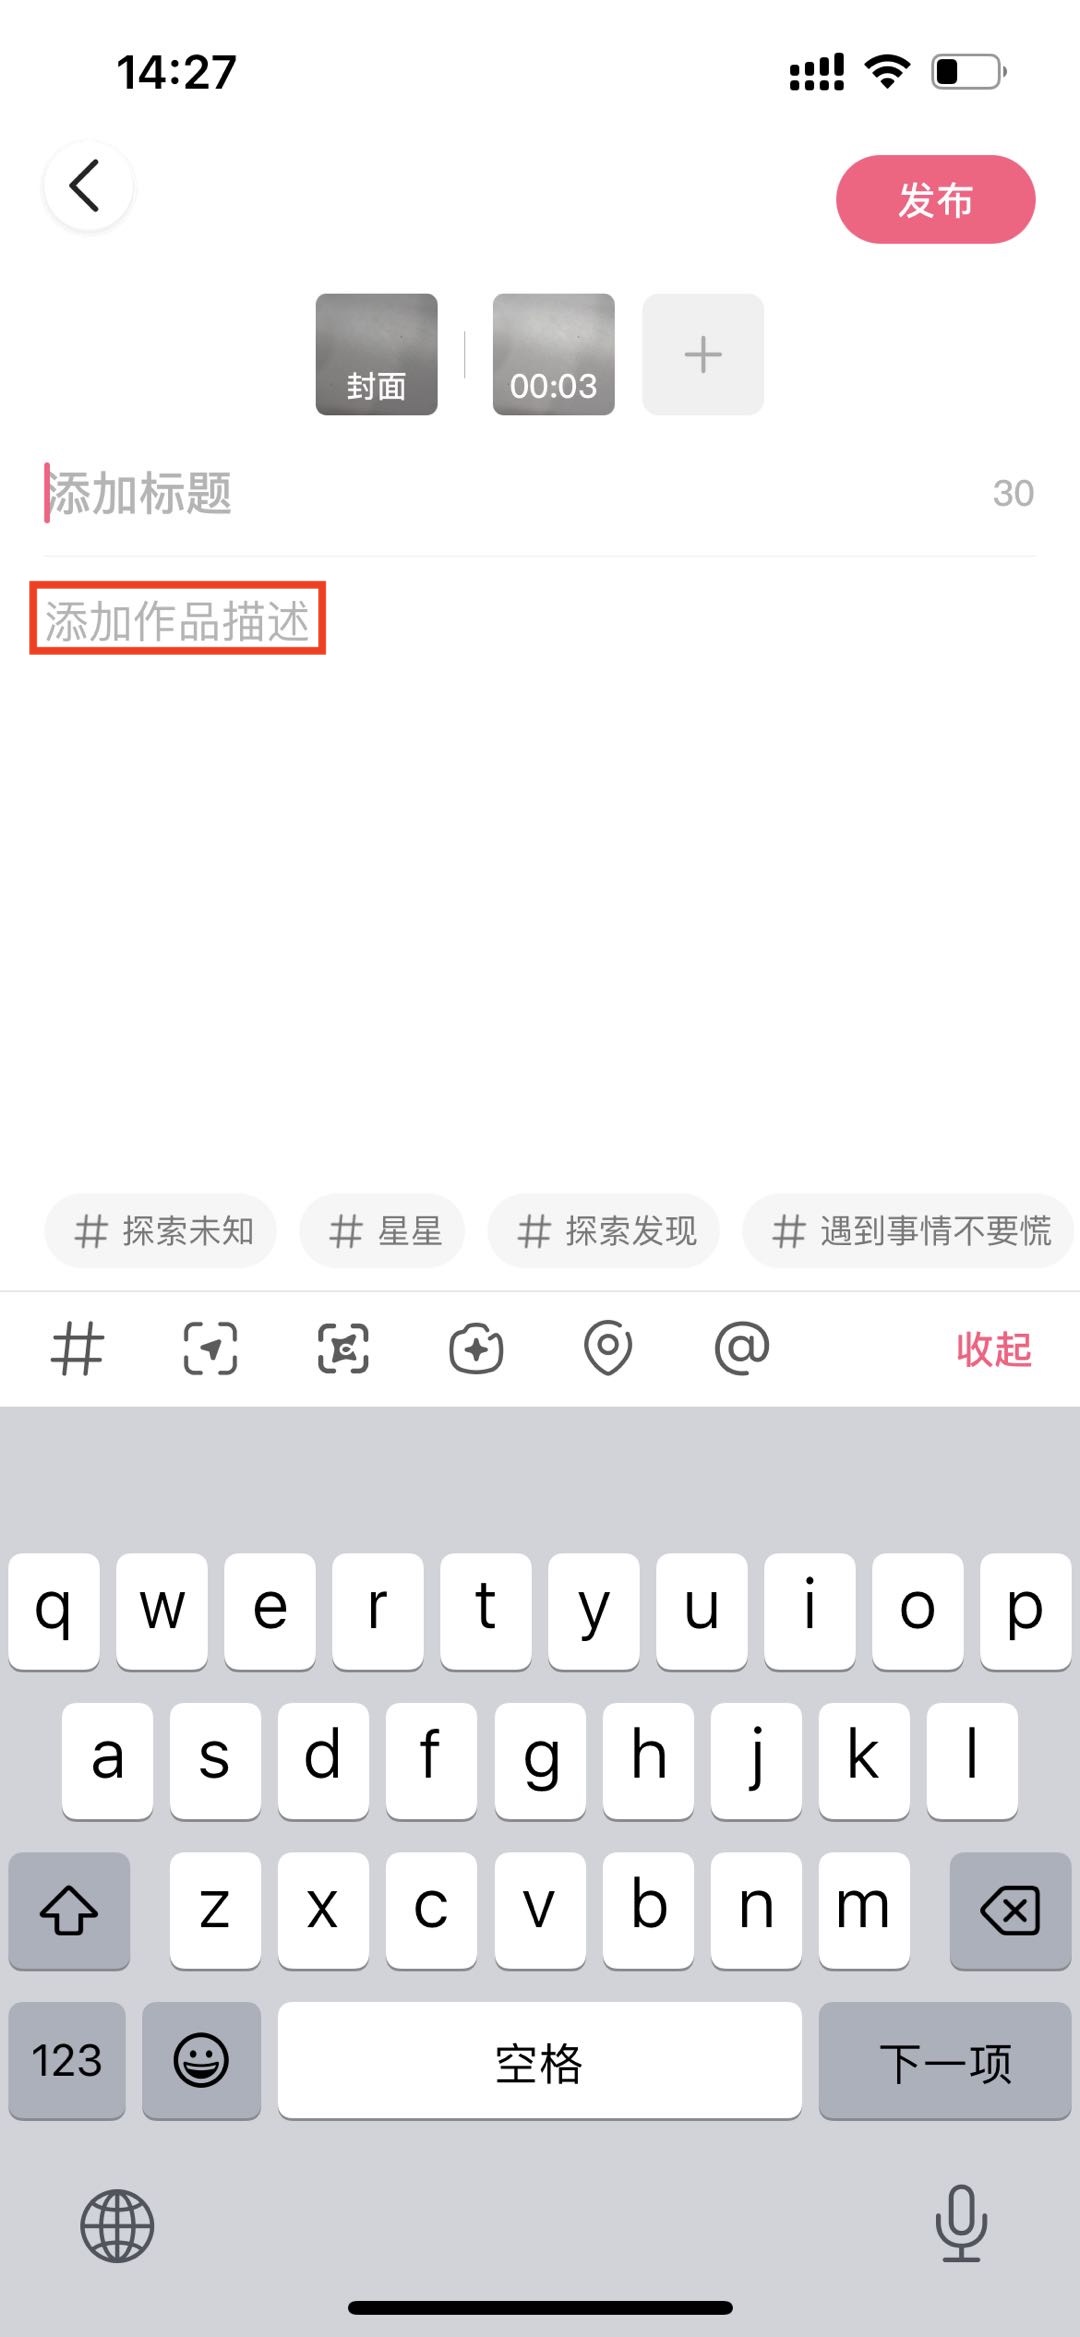 14:27
发布
封面
00:03
添加标题
30
添加作品描述
# 探索未知
# 星星
# 探索发现
# 遇到事情不要慌
# @ 收起
q w e r t y u i o p
a s d f g h j k l
z x c v b n m
123 空格 下一项